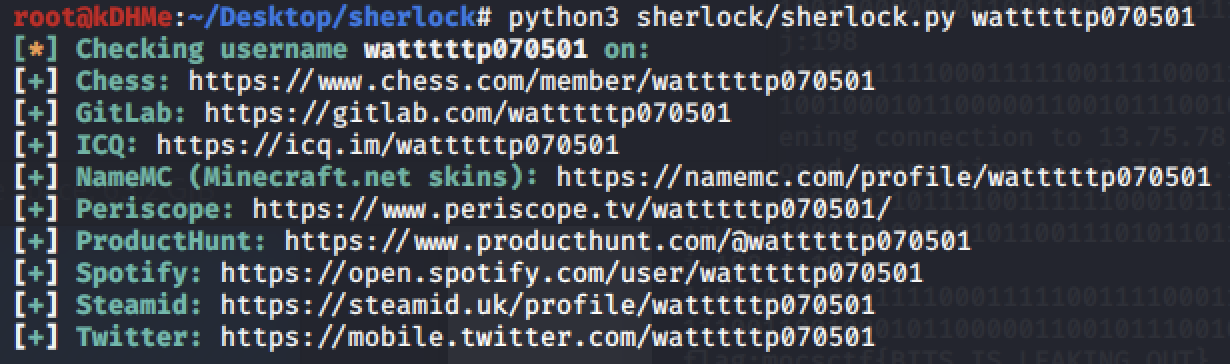 root@kDHMe:~/Desktop/sherlock# python3 sherlock/sherlock.py watttttp070501
[*] Checking username watttttp070501 on:
[+] Chess: https://www.chess.com/member/watttttp070501
[+] GitLab: https://gitlab.com/watttttp070501
[+] ICQ: https://icq.im/watttttp070501
[+] NameMC (Minecraft.net skins): https://namemc.com/profile/watttttp070501
[+] Periscope: https://www.periscope.tv/watttttp070501/
[+] ProductHunt: https://www.producthunt.com/@watttttp070501
[+] Spotify: https://open.spotify.com/user/watttttp070501
[+] Steamid: https://steamid.uk/profile/watttttp070501
[+] Twitter: https://mobile.twitter.com/watttttp070501